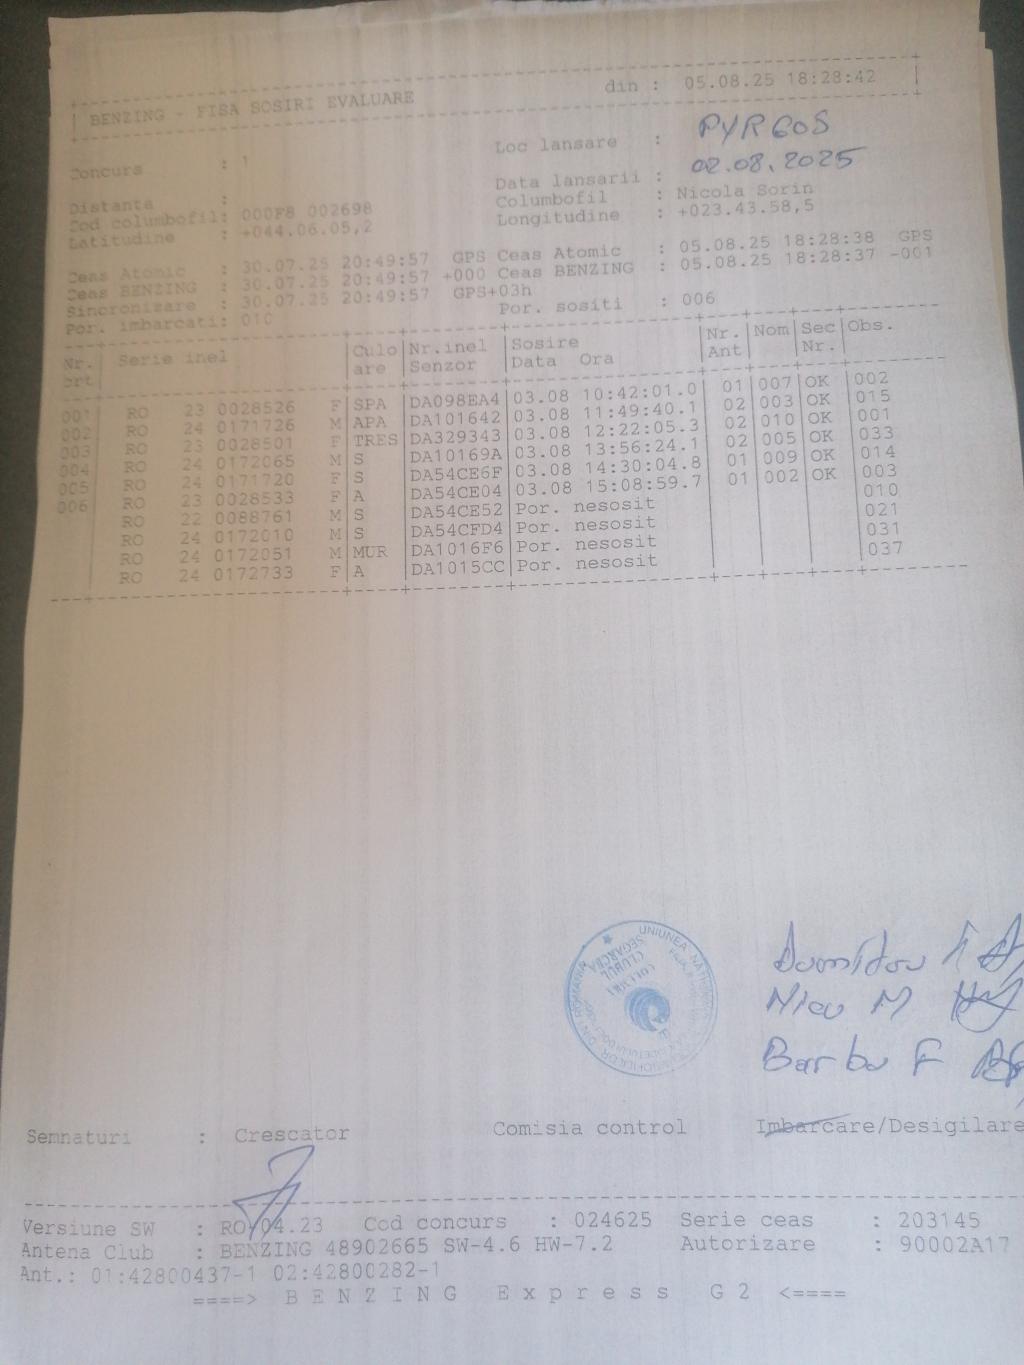 BENZING - FISA SOSIRI EVALUARE din : 05.08.25 18:28:42
Concurs : 1 Loc lansare : PYRGOS
Distanta : Data lansarii : 02.08.2025
Cod columbofil: 000F8 002698 Columbofil : Nicola Sorin
Latitudine : +044.06.05,2 Longitudine : +023.43.58,5
Ceas Atomic : 30.07.25 20:49:57 GPS Ceas Atomic : 05.08.25 18:28:38 GPS
Ceas BENZING : 30.07.25 20:49:57 +000 Ceas BENZING : 05.08.25 18:28:37 -001
Sincronizare : 30.07.25 20:49:57 GPS+03h
Por. imbarcati: 010 Por. sositi : 006
Nr. Serie inel Culo Nr.inel Sosire Nr. Nom Sec Obs.
crt are Senzor Data Ora Ant Nr.
001 RO 23 0028526 F SPA DA098EA4 03.08 10:42:01.0 01 007 OK 002
002 RO 24 0171726 M APA DA101642 03.08 11:49:40.1 02 003 OK 015
003 RO 23 0028501 F TRES DA329343 03.08 12:22:05.3 02 010 OK 001
004 RO 24 0172065 M S DA10169A 03.08 13:56:24.1 02 005 OK 033
005 RO 24 0171720 F S DA54CE6F 03.08 14:30:04.8 01 009 OK 014
006 RO 23 0028533 F A DA54CE04 03.08 15:08:59.7 01 002 OK 003
RO 22 0088761 M S DA54CE52 Por. nesosit 010
RO 24 0172010 M S DA54CFD4 Por. nesosit 021
RO 24 0172051 M MUR DA1016F6 Por. nesosit 031
RO 24 0172733 F A DA1015CC Por. nesosit 037
UNIUNEA NATIONALA
DIN ROMANIA
CLUBUL
SEGARCEA
Dumitru
Nicu M
Barbu F
Semnaturi : Crescator Comisia control Imbarcare/Desigilare
Versiune SW : RO/04.23 Cod concurs : 024625 Serie ceas : 203145
Antena Club : BENZING 48902665 SW-4.6 HW-7.2 Autorizare : 90002A17
Ant.: 01:42800437-1 02:42800282-1
====> BENZING Express G2 <====